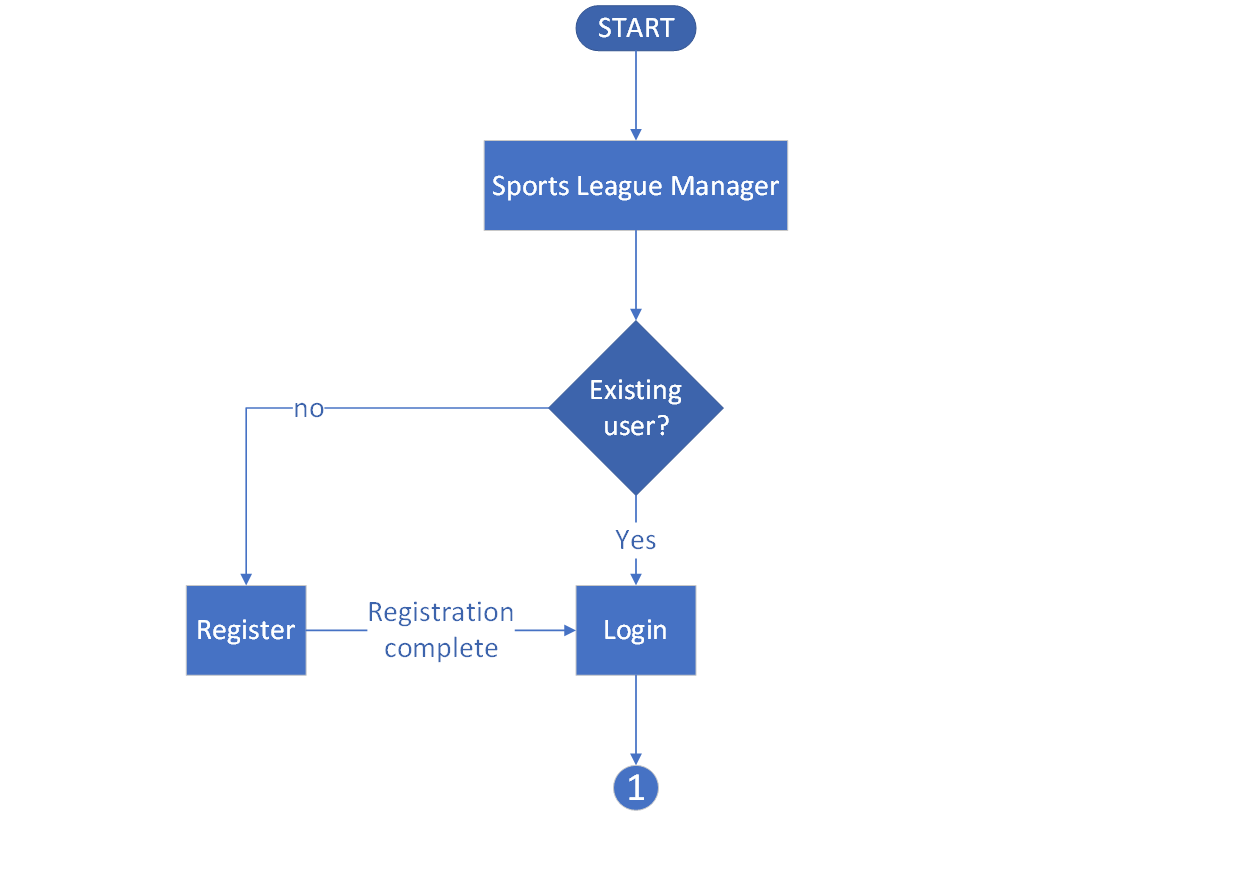 START
Sports League Manager
Existing
user?
no
Yes
Register
Registration
complete
Login
1